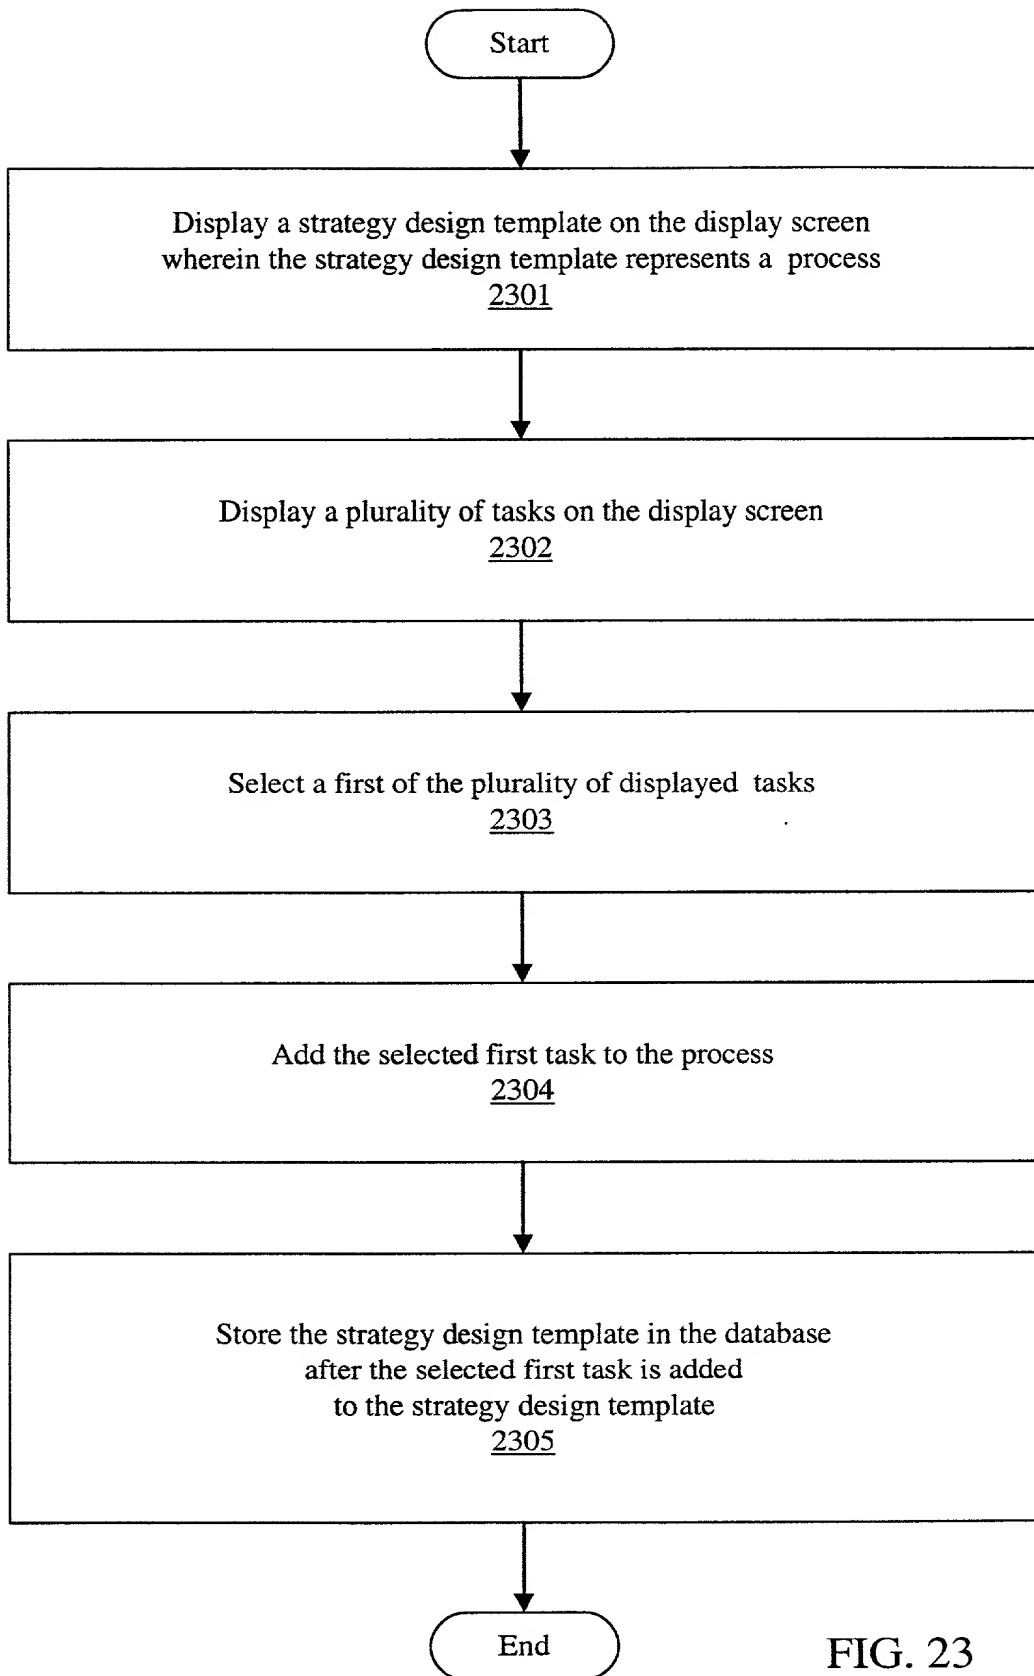 Start
Display a strategy design template on the display screen
wherein the strategy design template represents a process
2301
Display a plurality of tasks on the display screen
2302
Select a first of the plurality of displayed tasks
2303
Add the selected first task to the process
2304
Store the strategy design template in the database
after the selected first task is added
to the strategy design template
2305
End
FIG. 23